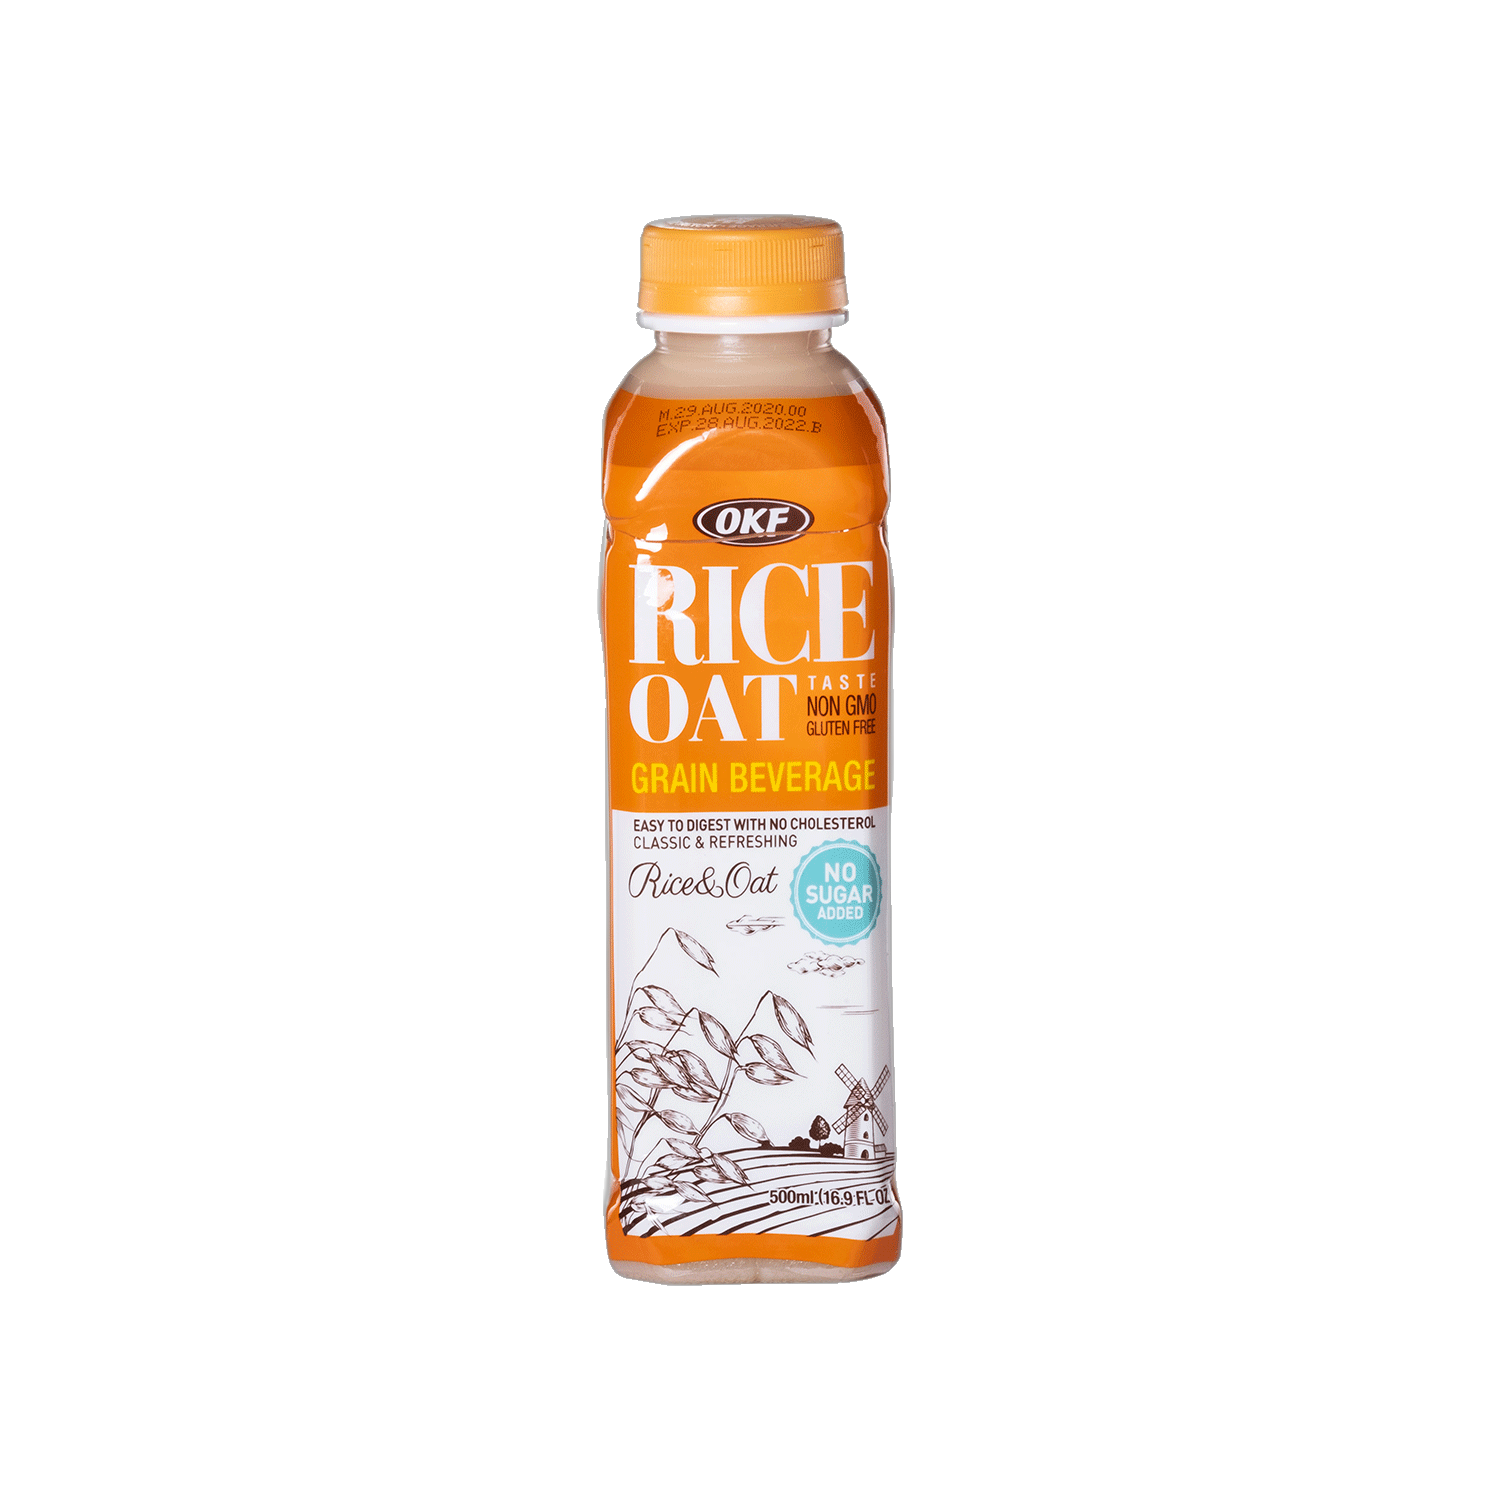 M.29.AUG.2020.00
EXP.28.AUG.2022.B
OKF
RICE
OAT
TASTE
NON GMO
GLUTEN FREE
GRAIN BEVERAGE
EASY TO DIGEST WITH NO CHOLESTEROL
CLASSIC & REFRESHING
Rice&Oat
NO
SUGAR
ADDED
500ml.(16.9 FL OZ